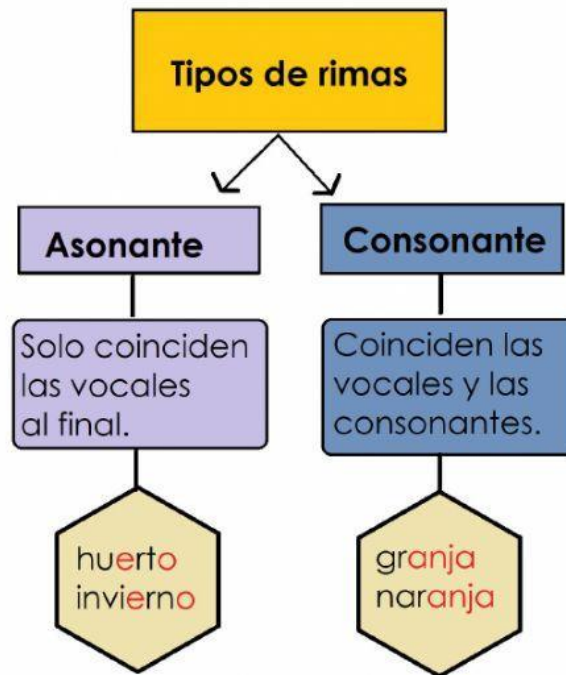 Tipos de rimas
Asonante
Consonante
Solo coinciden
las vocales
al final.
Coinciden las
vocales y las
consonantes.
huerto
invierno
granja
naranja